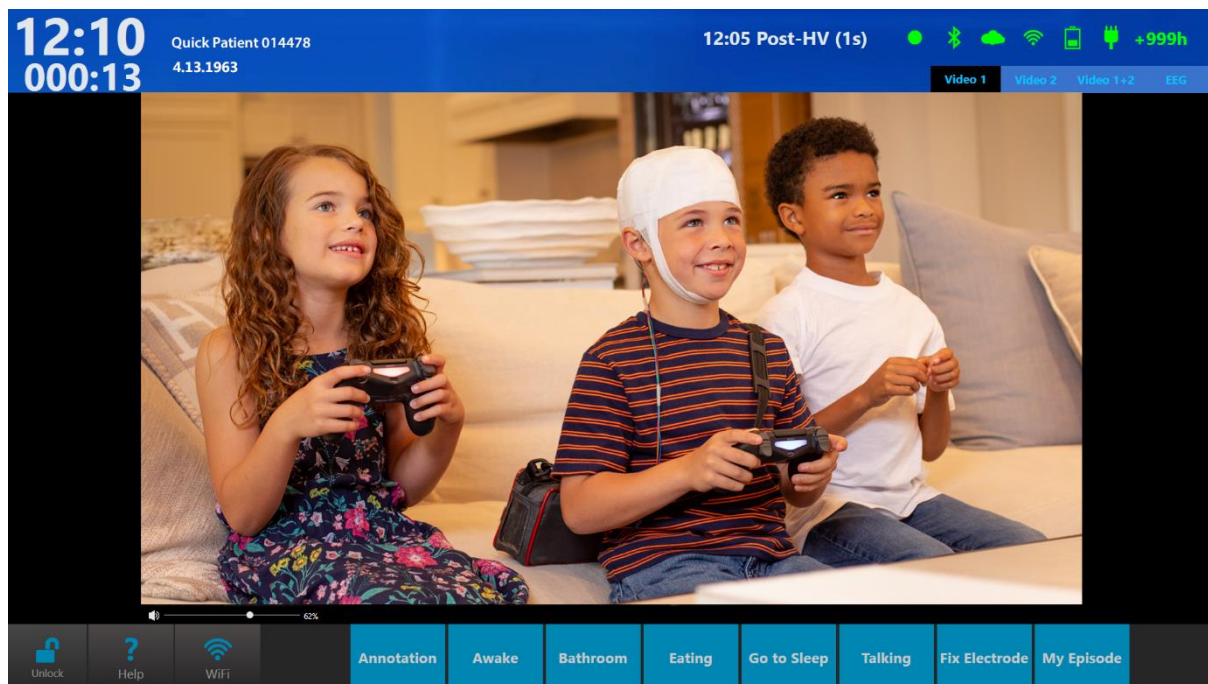 12:10
000:13
Quick Patient 014478
4.13.1963
12:05 Post-HV (1s)
+999h
Video 1 Video 2 Video 1+2 EEG
62%
Unlock Help WiFi
Annotation Awake Bathroom Eating Go to Sleep Talking Fix Electrode My Episode